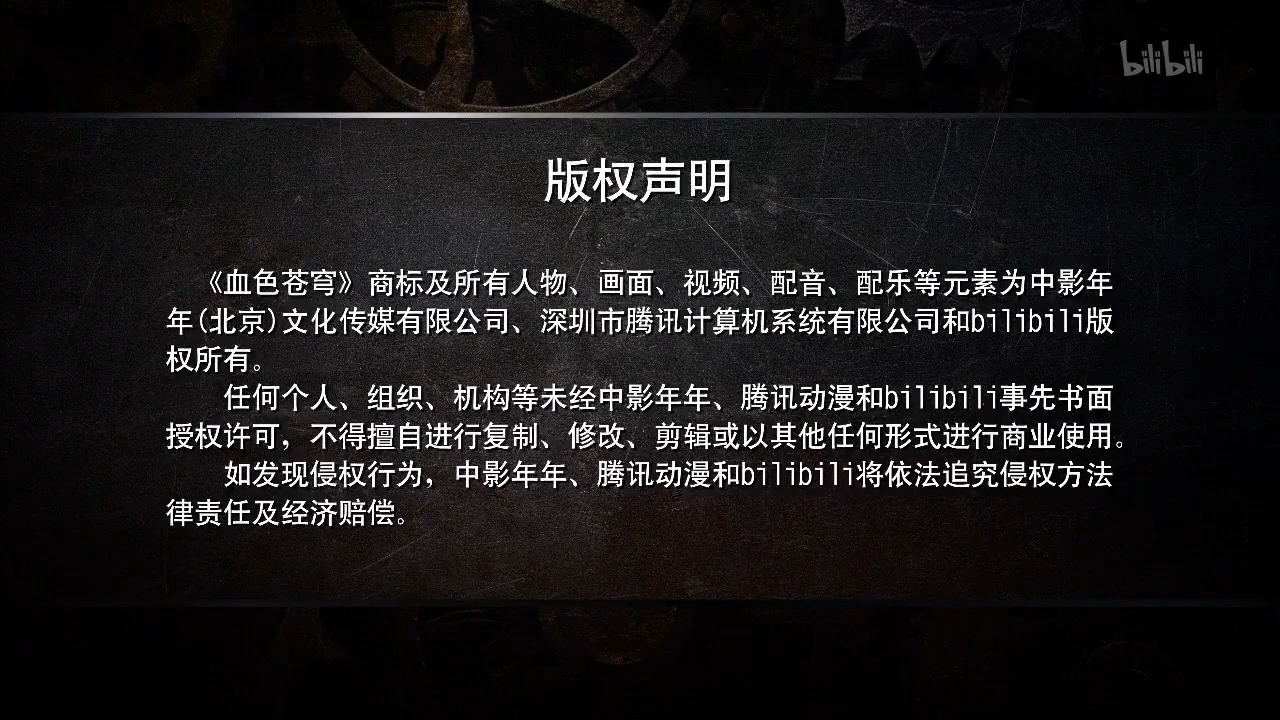 bilibili
版权声明
《血色苍穹》商标及所有人物、画面、视频、配音、配乐等元素为中影年
年(北京)文化传媒有限公司、深圳市腾讯计算机系统有限公司和bilibili版
权所有。
任何个人、组织、机构等未经中影年年、腾讯动漫和bilibili事先书面
授权许可，不得擅自进行复制、修改、剪辑或以其他任何形式进行商业使用。
如发现侵权行为，中影年年、腾讯动漫和bilibili将依法追究侵权方法
律责任及经济赔偿。